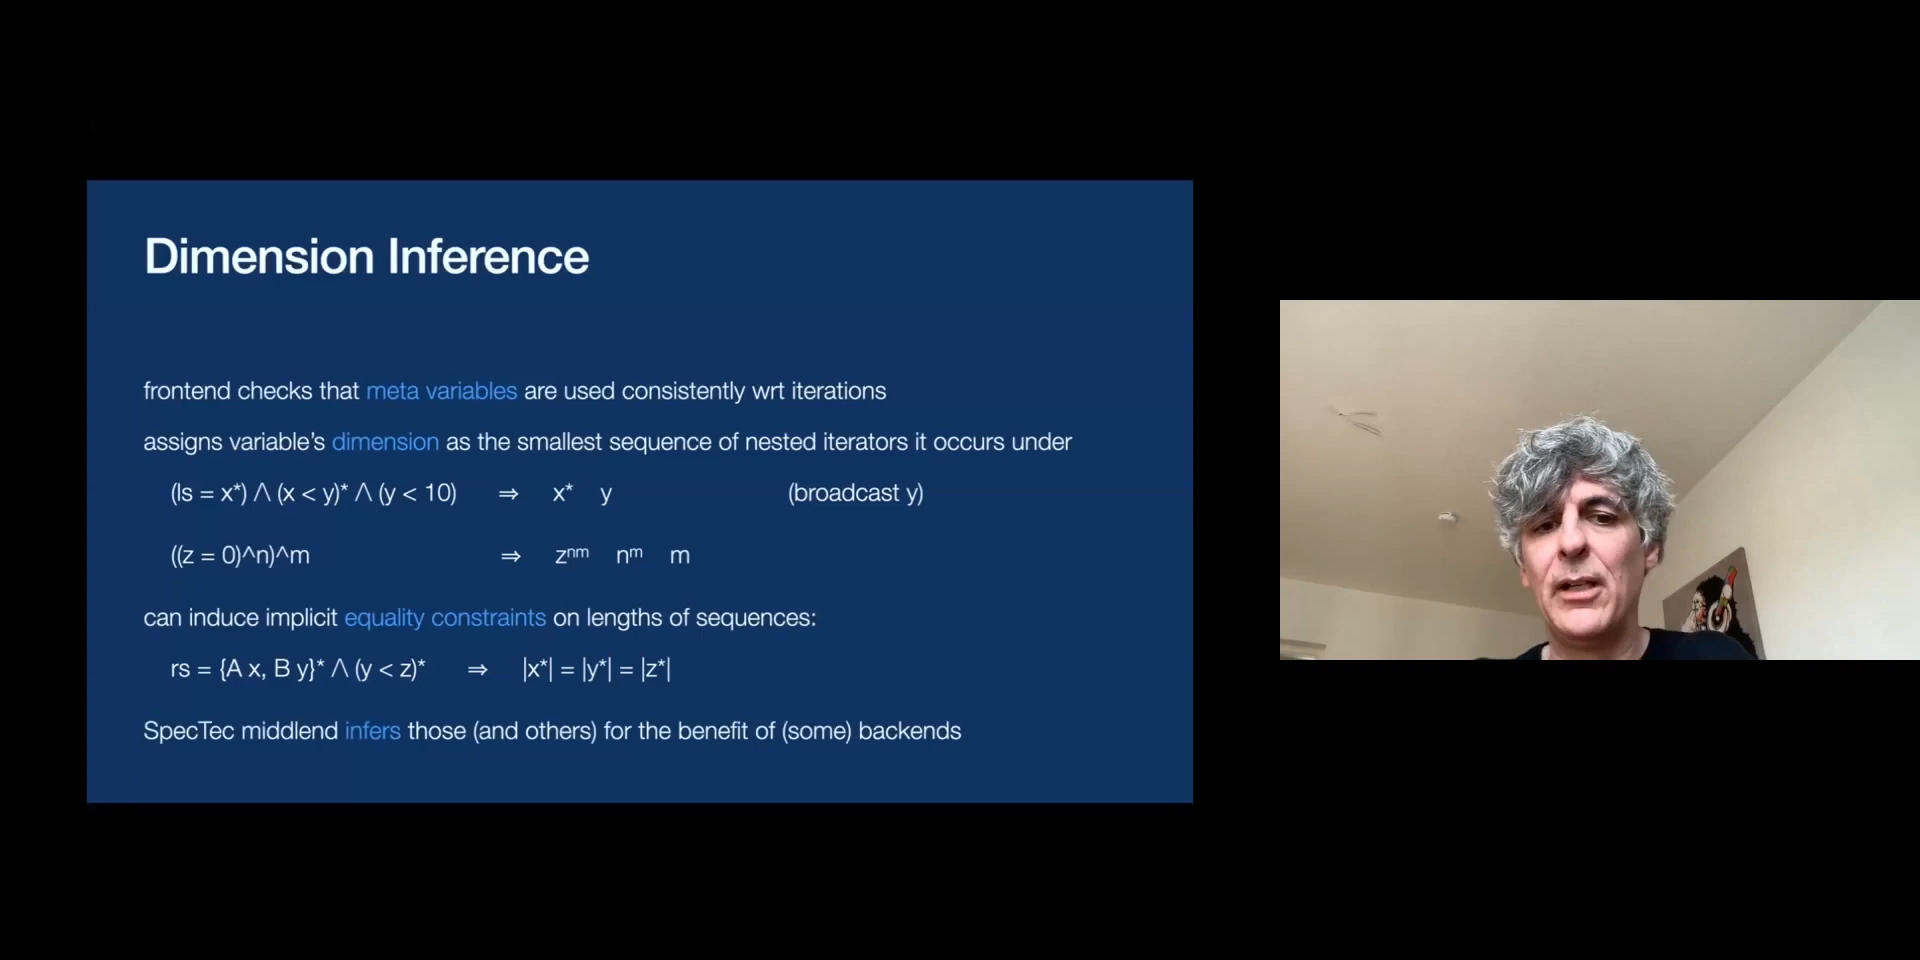 Dimension Inference
frontend checks that meta variables are used consistently wrt iterations
assigns variable's dimension as the smallest sequence of nested iterators it occurs under
(ls = x*) ⋀ (x < y)* ⋀ (y < 10) ⇒ x* y (broadcast y)
((z = 0)^n)^m ⇒ zⁿᵐ nᵐ m
can induce implicit equality constraints on lengths of sequences:
rs = {A x, B y}* ⋀ (y < z)* ⇒ |x*| = |y*| = |z*|
SpecTec middlend infers those (and others) for the benefit of (some) backends